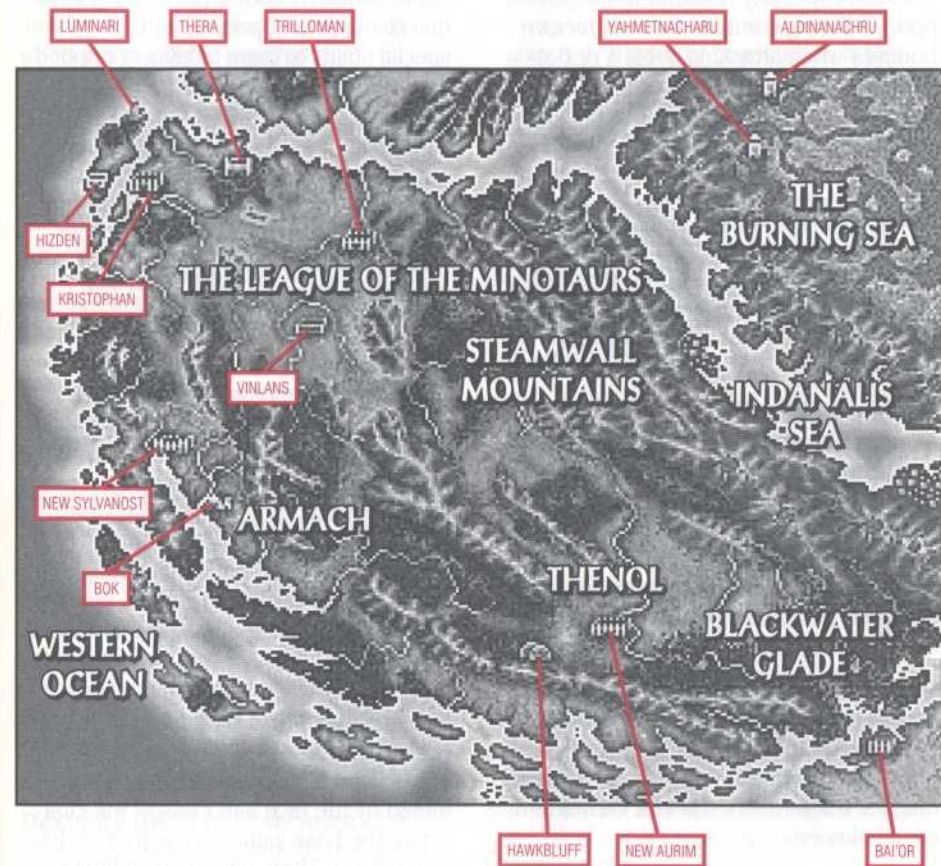 LUMINARI
THERA
TRILLOMAN
YAHMETNACHARU
ALDINANACHRU
THE
BURNING SEA
HIZDEN
THE LEAGUE OF THE MINOTAURS
KRISTOPHAN
STEAMWALL
MOUNTAINS
VINLANS
INDANALIS
SEA
NEW SYLVANOST
ARMACH
BOK
THENOL
BLACKWATER
GLADE
WESTERN
OCEAN
HAWKBLUFF
NEW AURIM
BAI'OR